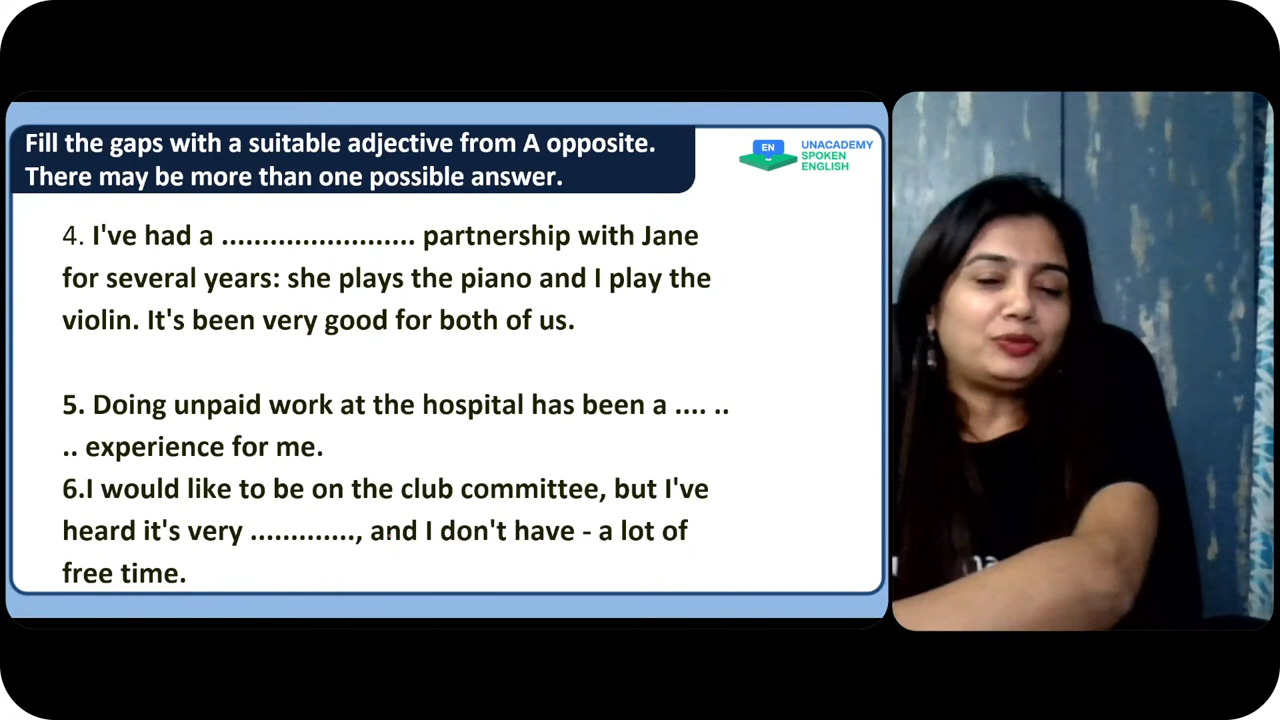 Fill the gaps with a suitable adjective from A opposite.
There may be more than one possible answer.
EN
UNACADEMY
SPOKEN
ENGLISH
4. I've had a ........................ partnership with Jane
for several years: she plays the piano and I play the
violin. It's been very good for both of us.
5. Doing unpaid work at the hospital has been a .... ..
.. experience for me.
6.I would like to be on the club committee, but I've
heard it's very ............., and I don't have - a lot of
free time.